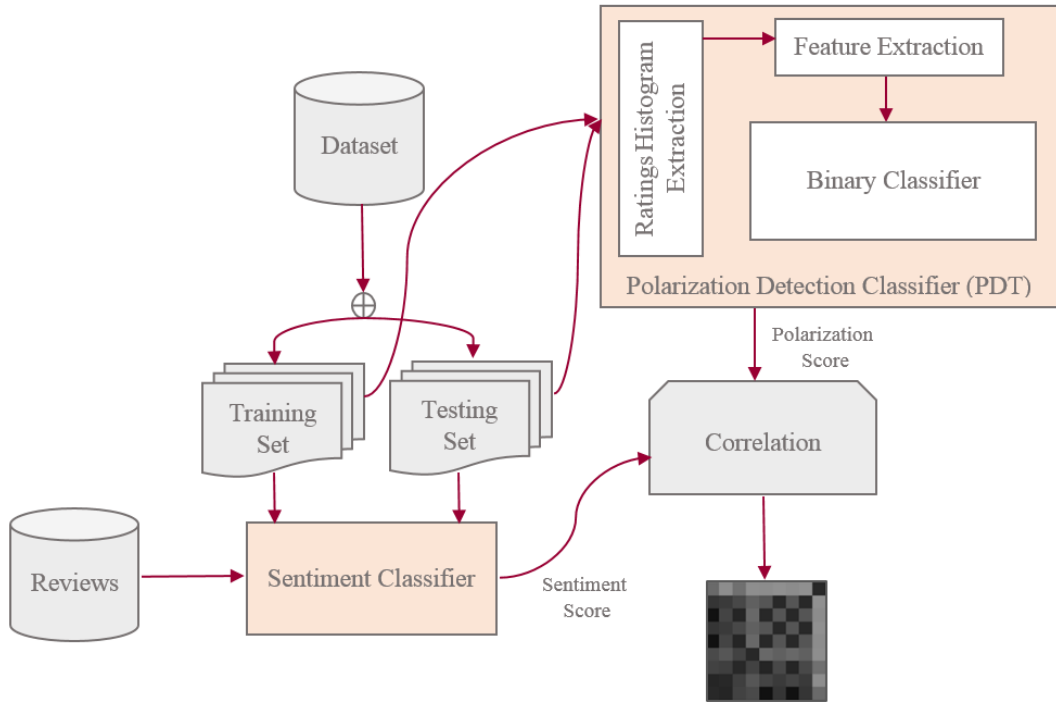 Dataset
Ratings Histogram
Extraction
Feature Extraction
Binary Classifier
Polarization Detection Classifier (PDT)
Polarization
Score
Training
Set
Testing
Set
Correlation
Reviews
Sentiment Classifier
Sentiment
Score